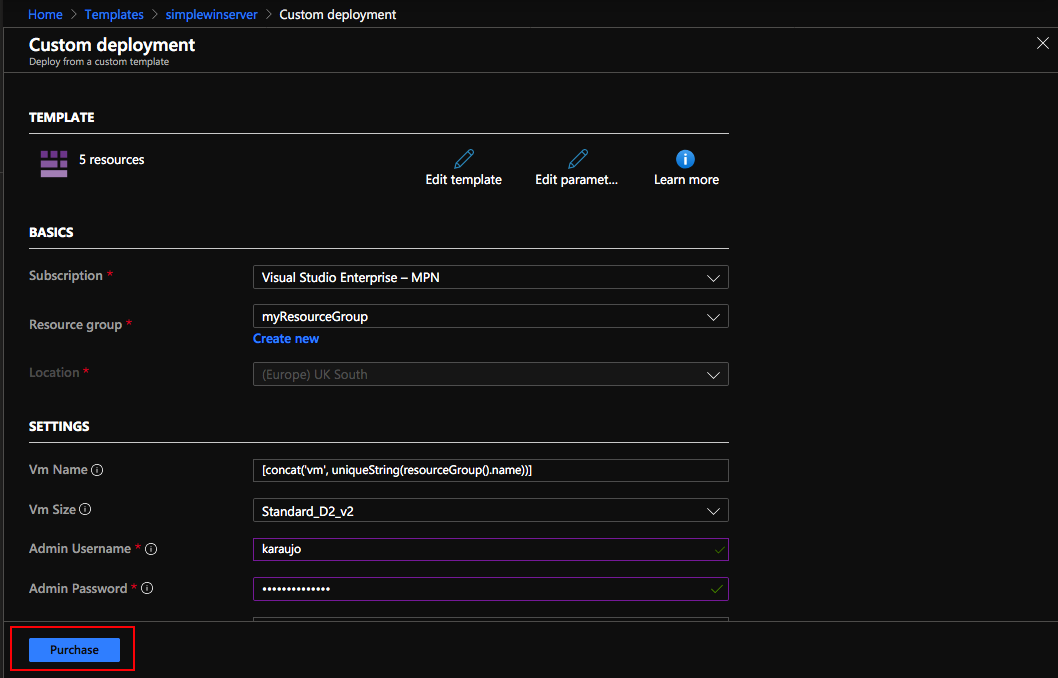 Home > Templates > simplewinserver > Custom deployment
Custom deployment
Deploy from a custom template
TEMPLATE
5 resources
Edit template Edit paramet... Learn more
BASICS
Subscription * Visual Studio Enterprise – MPN
Resource group * myResourceGroup
Create new
Location * (Europe) UK South
SETTINGS
Vm Name [concat('vm', uniqueString(resourceGroup().name))]
Vm Size Standard_D2_v2
Admin Username * karaujo
Admin Password * ••••••••••••••
Purchase